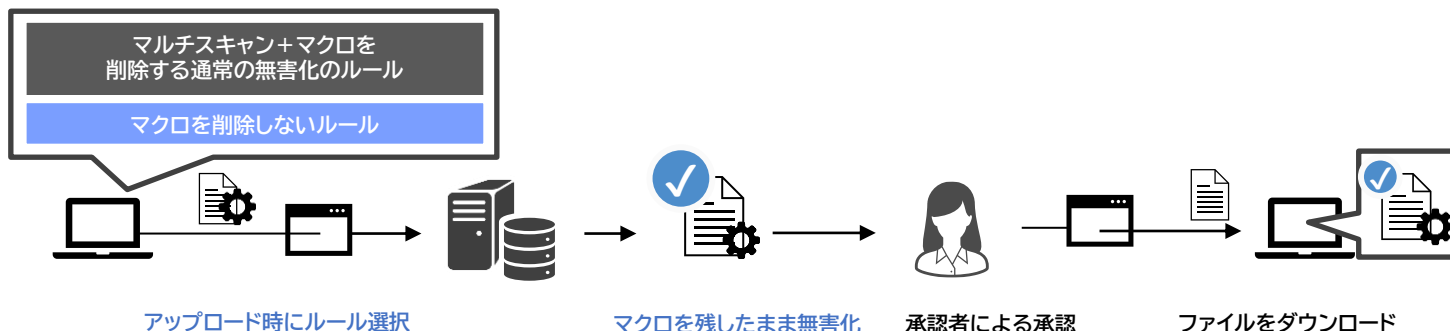 マルチスキャン＋マクロを
削除する通常の無害化のルール
マクロを削除しないルール
アップロード時にルール選択
マクロを残したまま無害化
承認者による承認
ファイルをダウンロード